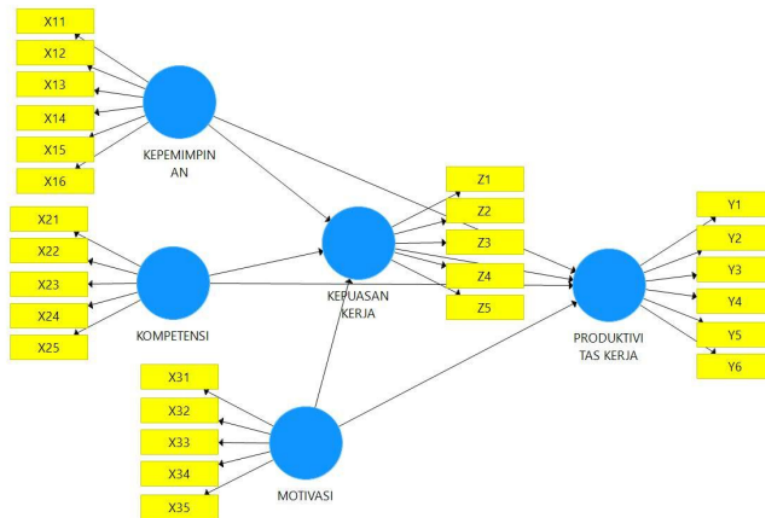 X11
X12
X13
X14
X15
X16
KEPEMIMPIN
AN
X21
X22
X23
X24
X25
KOMPETENSI
Z1
Z2
Z3
Z4
Z5
KEPUASAN
KERJA
Y1
Y2
Y3
Y4
Y5
Y6
PRODUKTIVI
TAS KERJA
X31
X32
X33
X34
X35
MOTIVASI